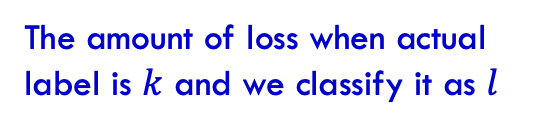 The amount of loss when actual
label is k and we classify it as l